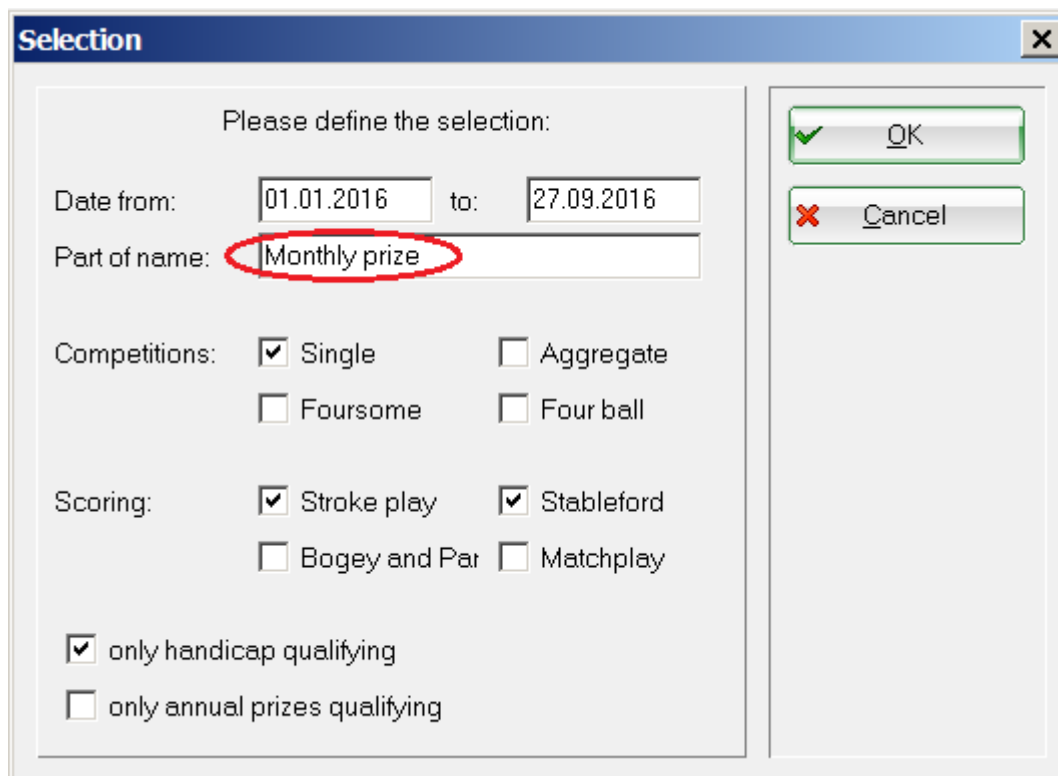 Selection
Please define the selection:
OK
Date from: 01.01.2016 to: 27.09.2016
Cancel
Part of name: Monthly prize
Competitions: Single Aggregate
Foursome Four ball
Scoring: Stroke play Stableford
Bogey and Par Matchplay
only handicap qualifying
only annual prizes qualifying